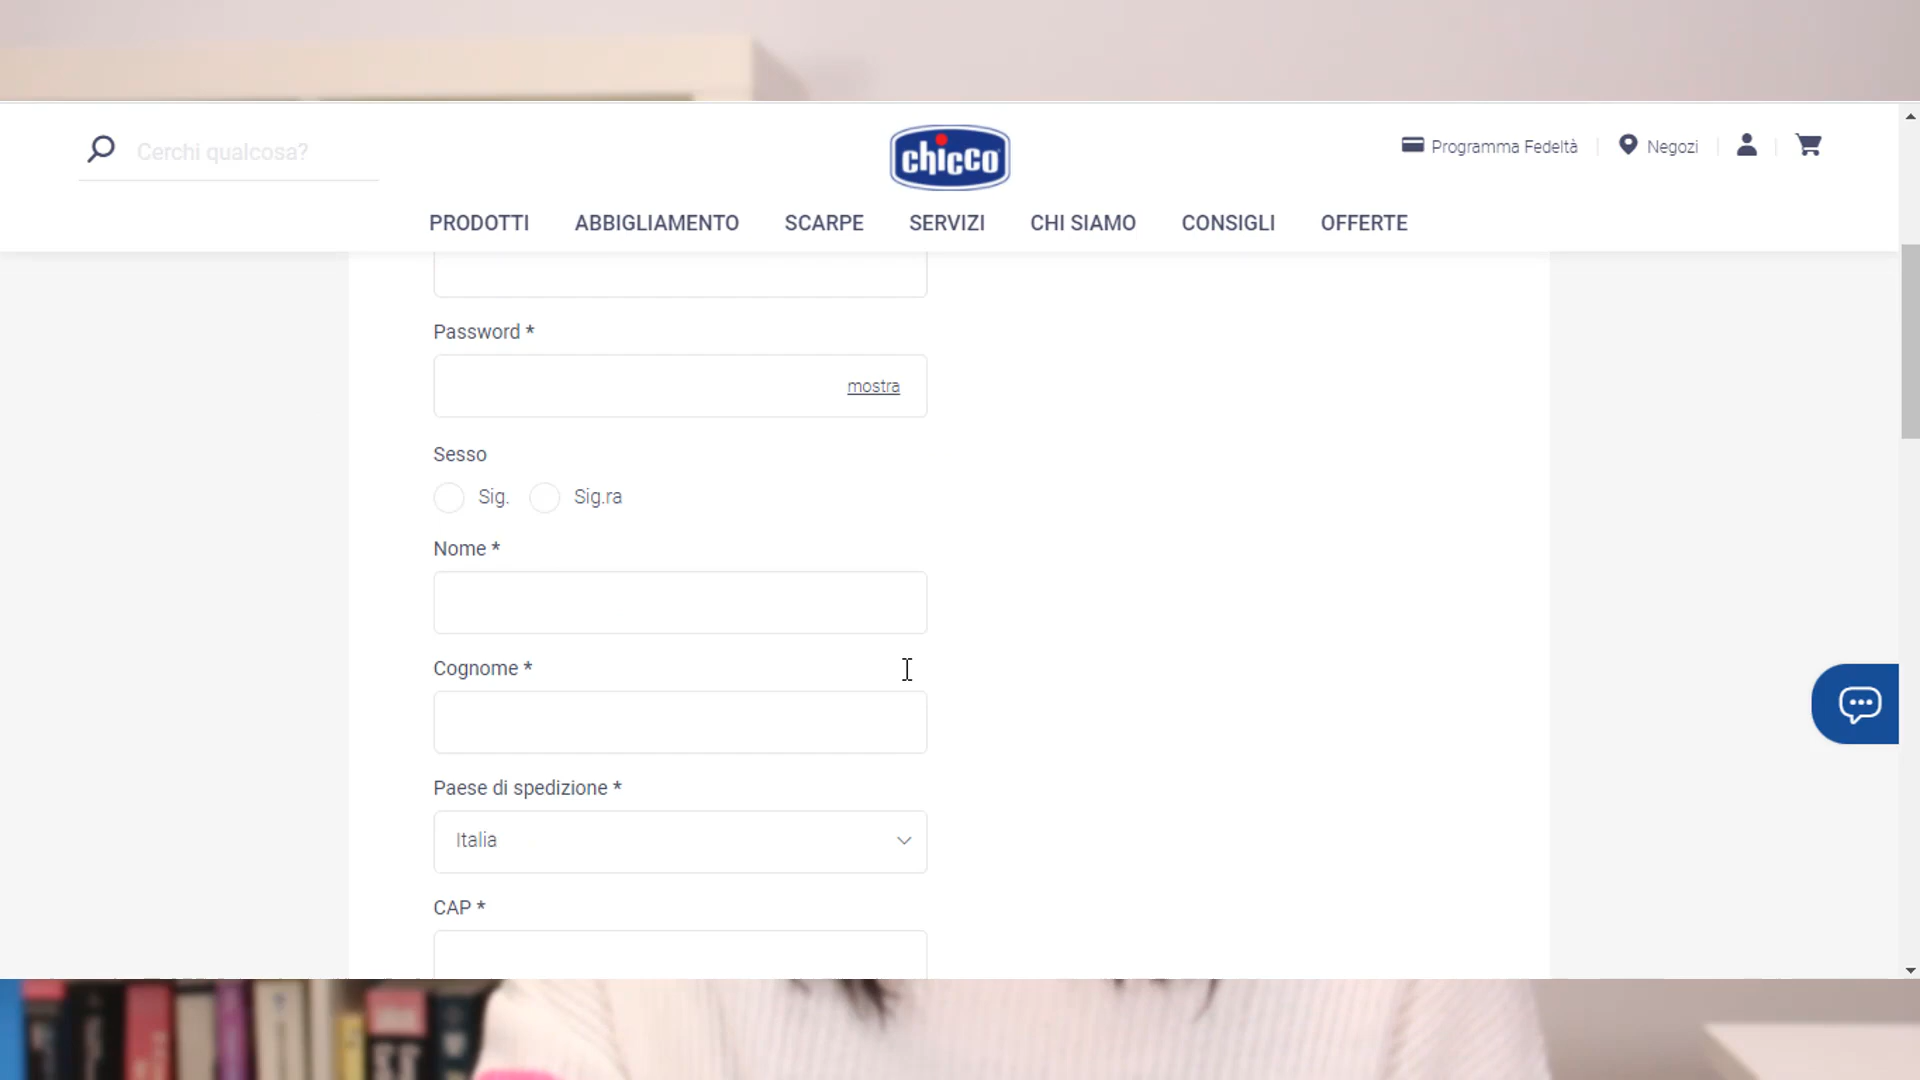 Cerchi qualcosa?
chicco
Programma Fedeltà
Negozi
PRODOTTI
ABBIGLIAMENTO
SCARPE
SERVIZI
CHI SIAMO
CONSIGLI
OFFERTE
Password *
mostra
Sesso
Sig.
Sig.ra
Nome *
Cognome *
Paese di spedizione *
Italia
CAP *